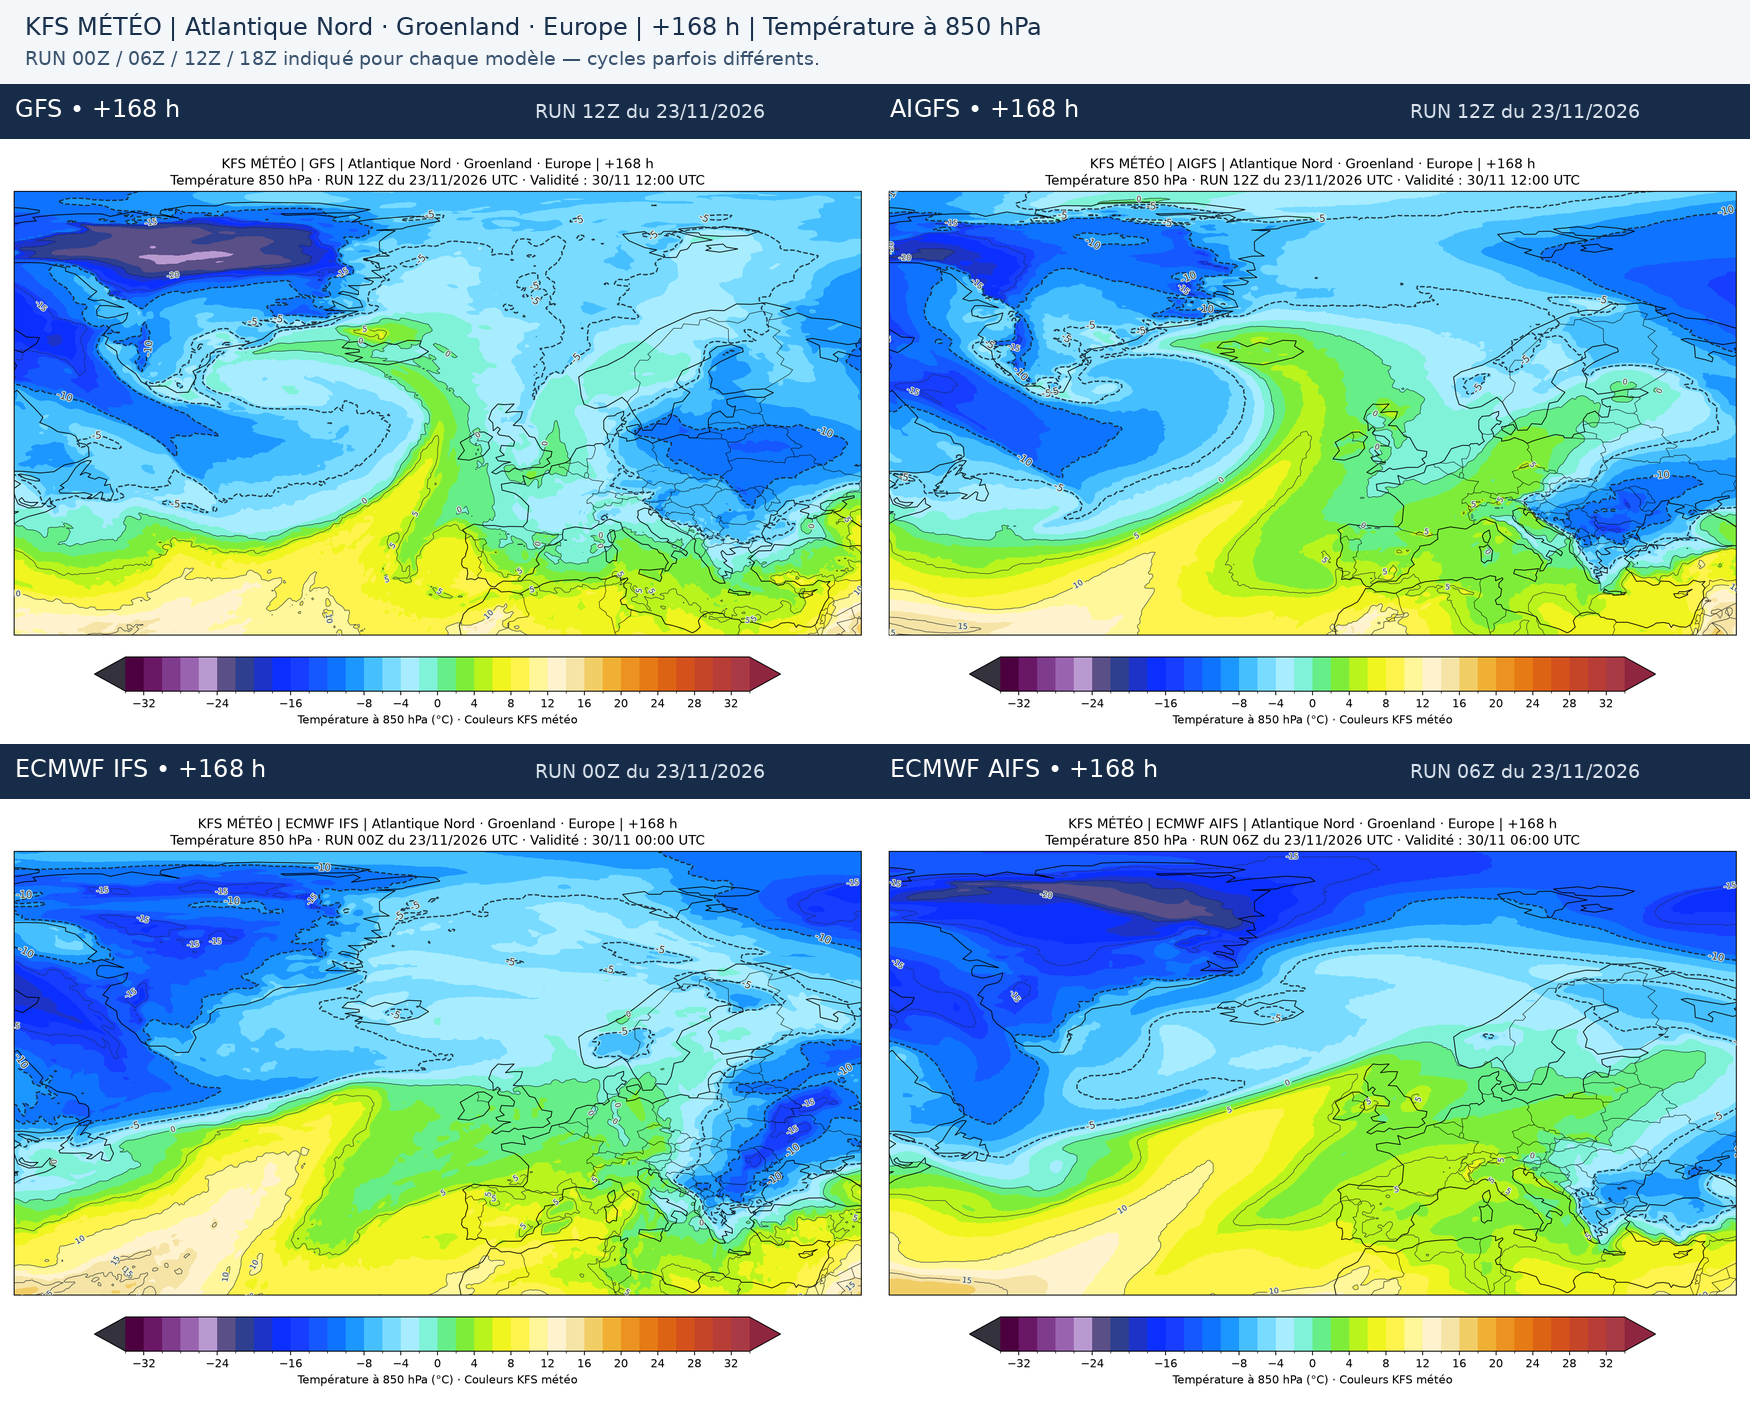 KFS MÉTÉO | Atlantique Nord · Groenland · Europe | +168 h | Température à 850 hPa
RUN 00Z / 06Z / 12Z / 18Z indiqué pour chaque modèle — cycles parfois différents.
GFS • +168 h
RUN 12Z du 23/11/2026
AIGFS • +168 h
RUN 12Z du 23/11/2026
KFS MÉTÉO | GFS | Atlantique Nord · Groenland · Europe | +168 h
Température 850 hPa · RUN 12Z du 23/11/2026 UTC · Validité : 30/11 12:00 UTC
KFS MÉTÉO | AIGFS | Atlantique Nord · Groenland · Europe | +168 h
Température 850 hPa · RUN 12Z du 23/11/2026 UTC · Validité : 30/11 12:00 UTC
−32 −24 −16 −8 −4 0 4 8 12 16 20 24 28 32
Température à 850 hPa (°C) · Couleurs KFS météo
−32 −24 −16 −8 −4 0 4 8 12 16 20 24 28 32
Température à 850 hPa (°C) · Couleurs KFS météo
ECMWF IFS • +168 h
RUN 00Z du 23/11/2026
ECMWF AIFS • +168 h
RUN 06Z du 23/11/2026
KFS MÉTÉO | ECMWF IFS | Atlantique Nord · Groenland · Europe | +168 h
Température 850 hPa · RUN 00Z du 23/11/2026 UTC · Validité : 30/11 00:00 UTC
KFS MÉTÉO | ECMWF AIFS | Atlantique Nord · Groenland · Europe | +168 h
Température 850 hPa · RUN 06Z du 23/11/2026 UTC · Validité : 30/11 06:00 UTC
−32 −24 −16 −8 −4 0 4 8 12 16 20 24 28 32
Température à 850 hPa (°C) · Couleurs KFS météo
−32 −24 −16 −8 −4 0 4 8 12 16 20 24 28 32
Température à 850 hPa (°C) · Couleurs KFS météo